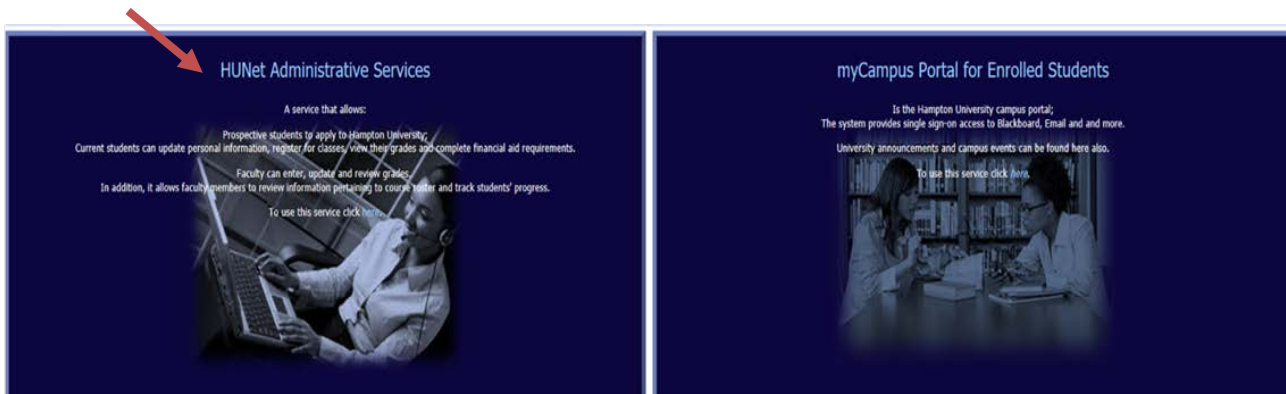 HUNet Administrative Services
A service that allows:
Prospective students to apply to Hampton University;
Current students can update personal information, register for classes, view their grades and complete financial aid requirements.
Faculty can enter, update and review grades.
In addition, it allows faculty members to review information pertaining to course roster and track students' progress.
To use this service click here.
myCampus Portal for Enrolled Students
Is the Hampton University campus portal;
The system provides single sign-on access to Blackboard, Email and and more.
University announcements and campus events can be found here also.
To use this service click here.